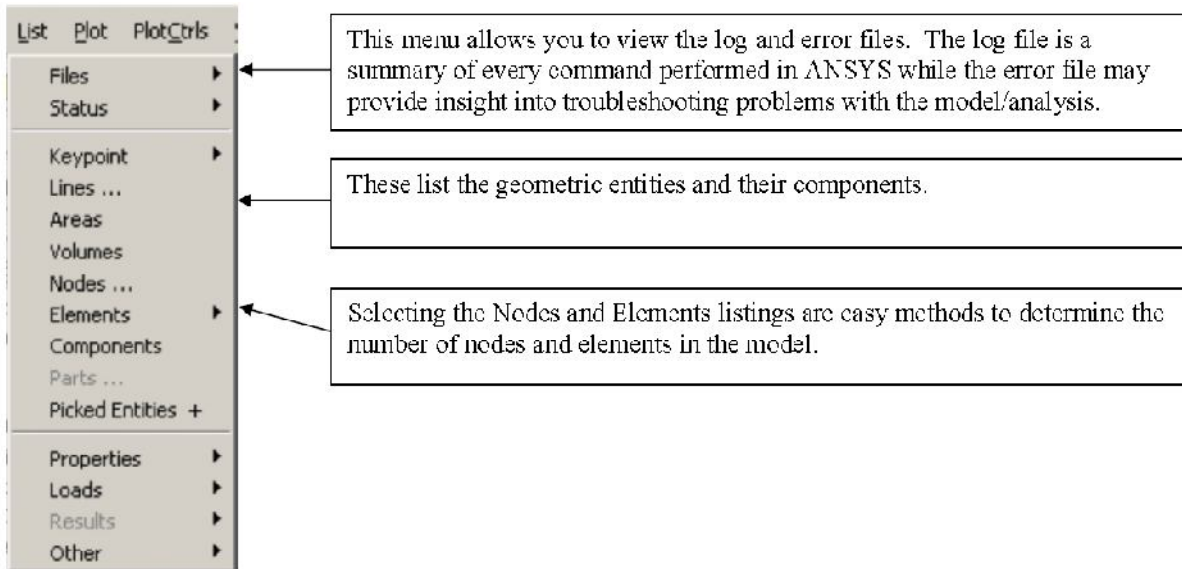 List Plot PlotCtrls
Files
Status
Keypoint
Lines ...
Areas
Volumes
Nodes ...
Elements
Components
Parts ...
Picked Entities +
Properties
Loads
Results
Other
This menu allows you to view the log and error files. The log file is a
summary of every command performed in ANSYS while the error file may
provide insight into troubleshooting problems with the model/analysis.
These list the geometric entities and their components.
Selecting the Nodes and Elements listings are easy methods to determine the
number of nodes and elements in the model.